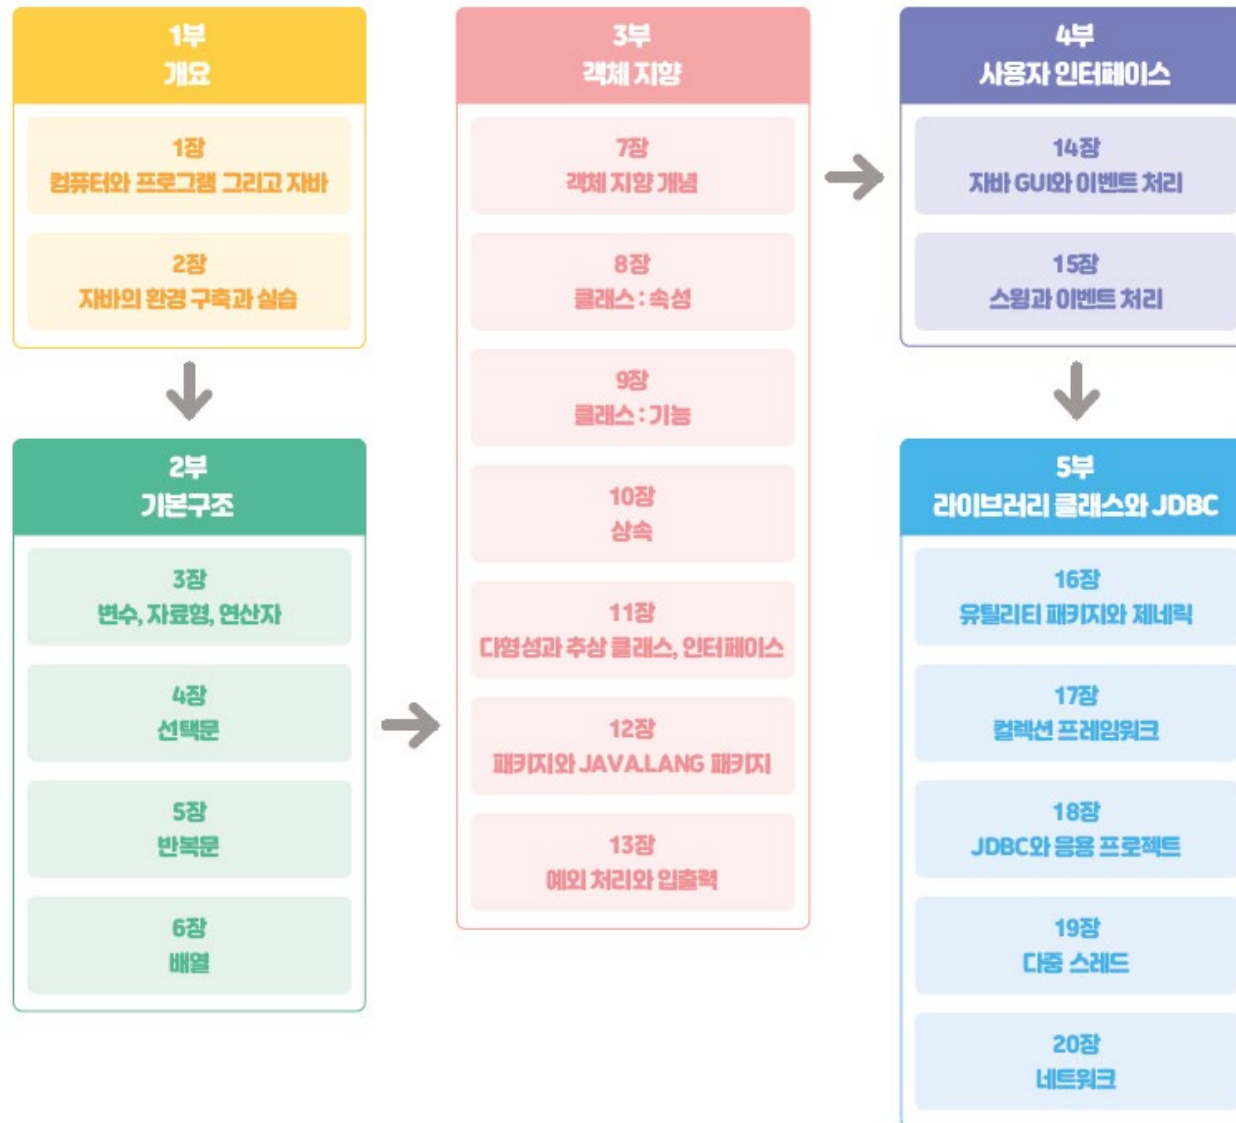 1부
개요
1장
컴퓨터와 프로그램 그리고 자바
2장
자바의 환경 구축과 실습
2부
기본구조
3장
변수, 자료형, 연산자
4장
선택문
5장
반복문
6장
배열
3부
객체 지향
7장
객체 지향 개념
8장
클래스 : 속성
9장
클래스 : 기능
10장
상속
11장
다형성과 추상 클래스, 인터페이스
12장
패키지와 JAVA.LANG 패키지
13장
예외 처리와 입출력
4부
사용자 인터페이스
14장
자바 GUI와 이벤트 처리
15장
스윙과 이벤트 처리
5부
라이브러리 클래스와 JDBC
16장
유틸리티 패키지와 제네릭
17장
컬렉션 프레임워크
18장
JDBC와 응용 프로젝트
19장
다중 스레드
20장
네트워크